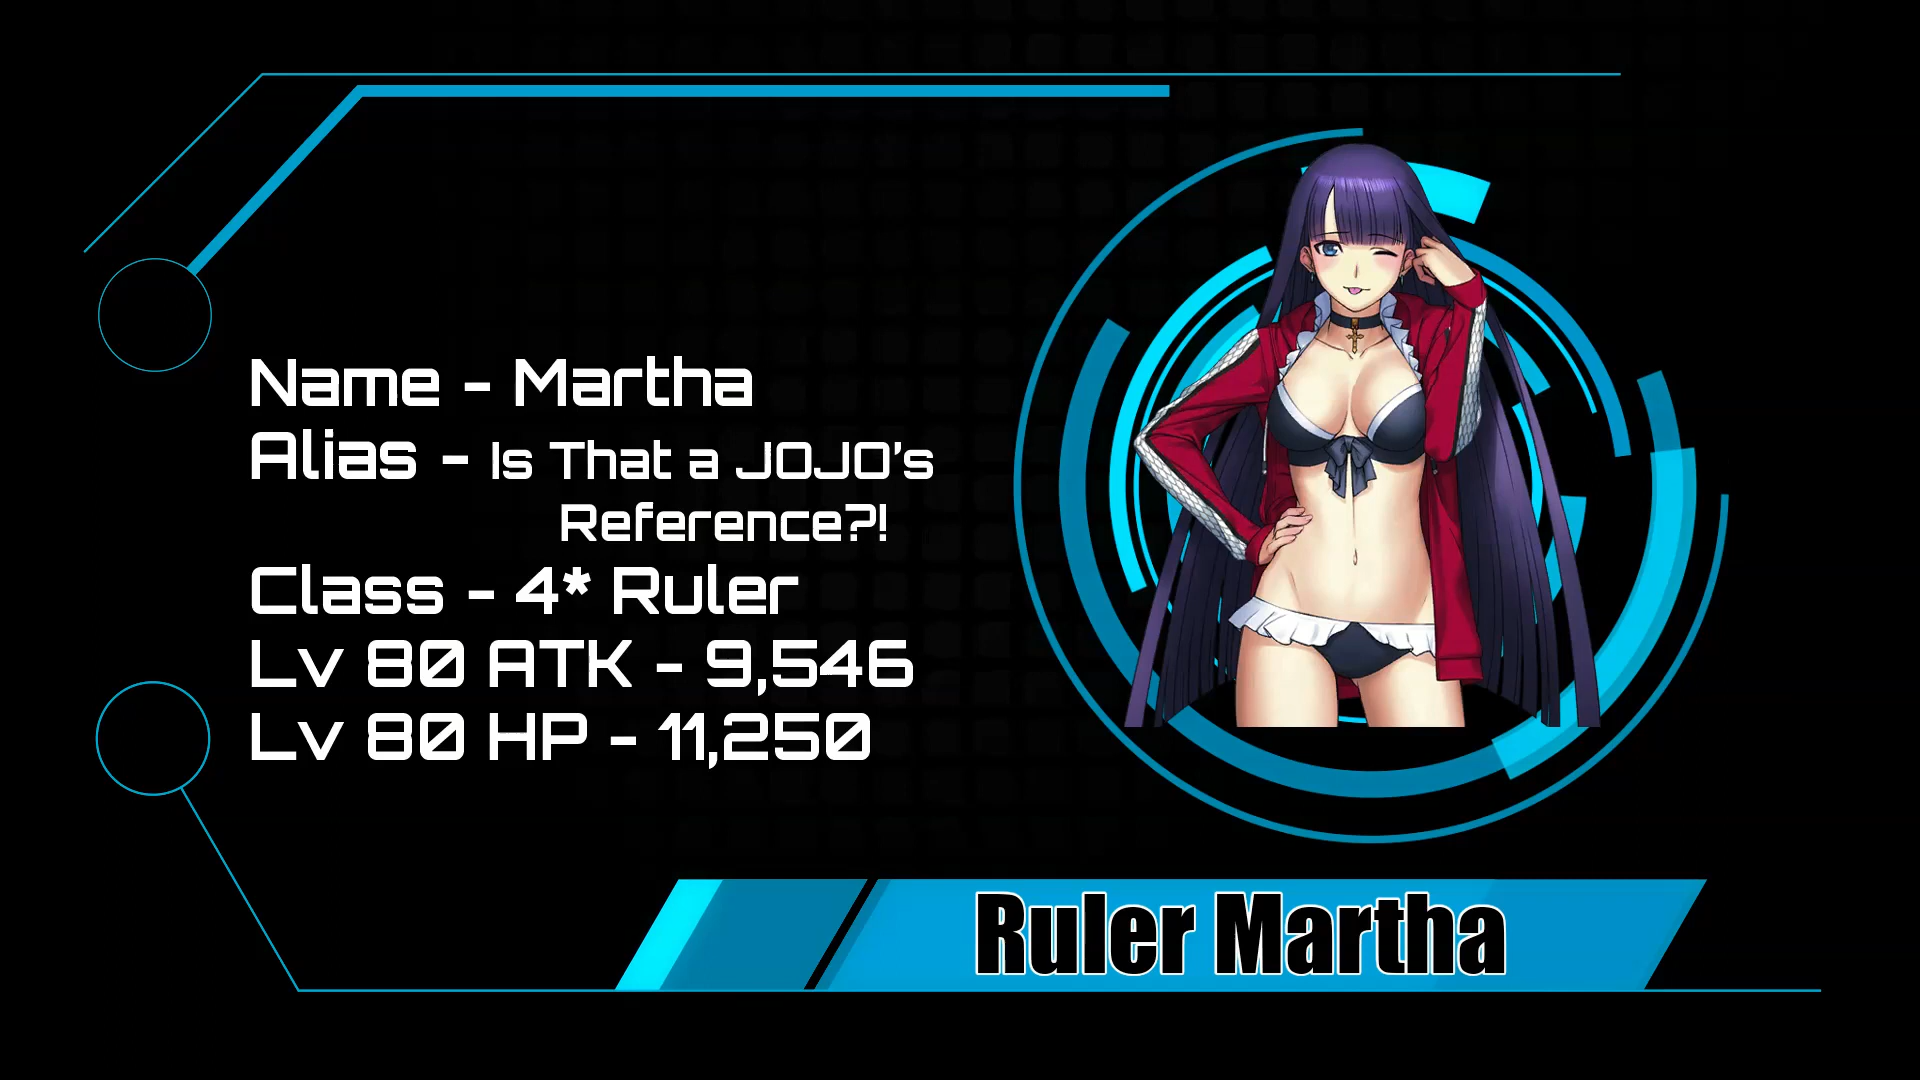 Name - Martha
Alias - Is That a JOJO's
Reference?!
Class - 4* Ruler
Lv 80 ATK - 9,546
Lv 80 HP - 11,250
Ruler Martha